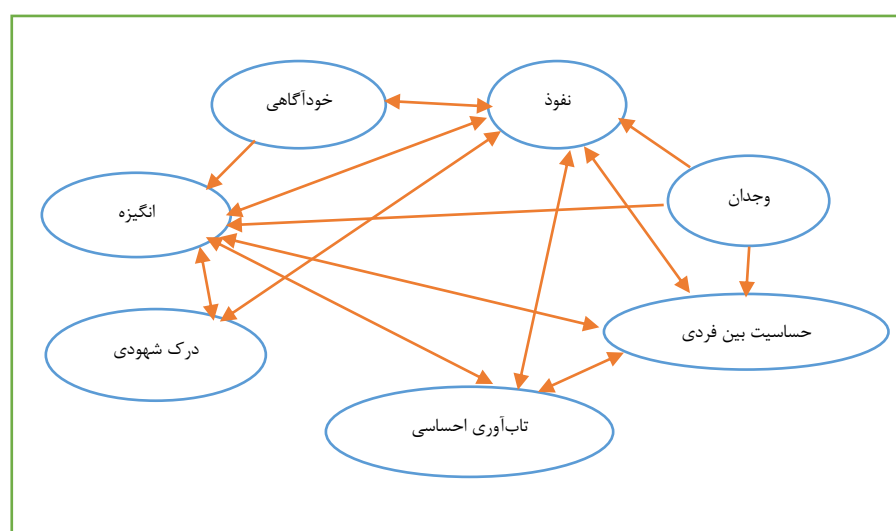 خودآگاهی
نفوذ
وجدان
انگیزه
حساسیت بین فردی
درک شهودی
تاب‌آوری احساسی